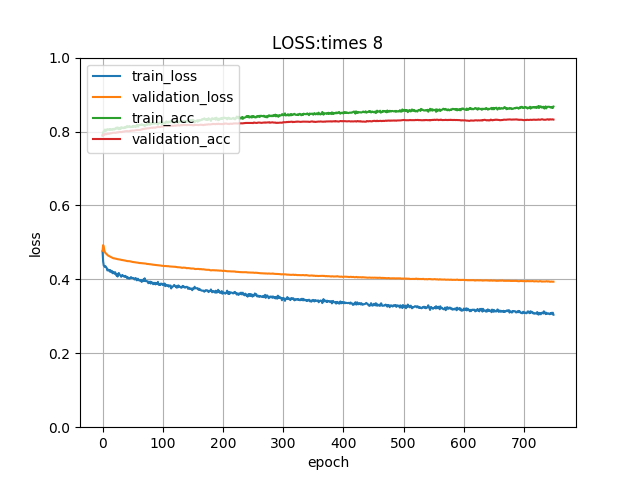 LOSS:times 8
1.0
0.8
0.6
0.4
0.2
0.0
loss
train_loss
validation_loss
train_acc
validation_acc
0 100 200 300 400 500 600 700
epoch